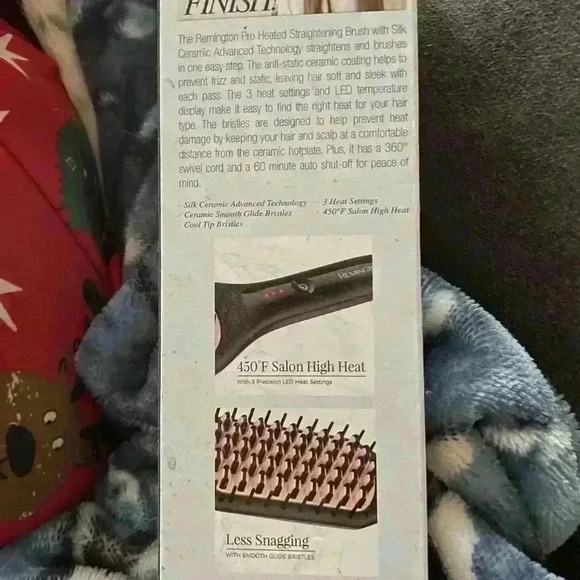 FINISH!
The Remington Pro Heated Straightening Brush with Silk
Ceramic Advanced Technology straightens and brushes
in one easy step. The anti-static ceramic coating helps to
prevent frizz and static, leaving hair soft and sleek with
each pass. The 3 heat settings and LED temperature
display make it easy to find the right heat for your hair
type. The bristles are designed to help prevent heat
damage by keeping your hair and scalp at a comfortable
distance from the ceramic hotplate. Plus, it has a 360°
swivel cord and a 60 minute auto shut-off for peace of
mind.
· Silk Ceramic Advanced Technology
· Ceramic Smooth Glide Bristles
· Cool Tip Bristles
· 3 Heat Settings
· 450°F Salon High Heat
REMINGT
450°F Salon High Heat
With 3 Precision LED Heat Settings
Less Snagging
WITH SMOOTH GLIDE BRISTLES